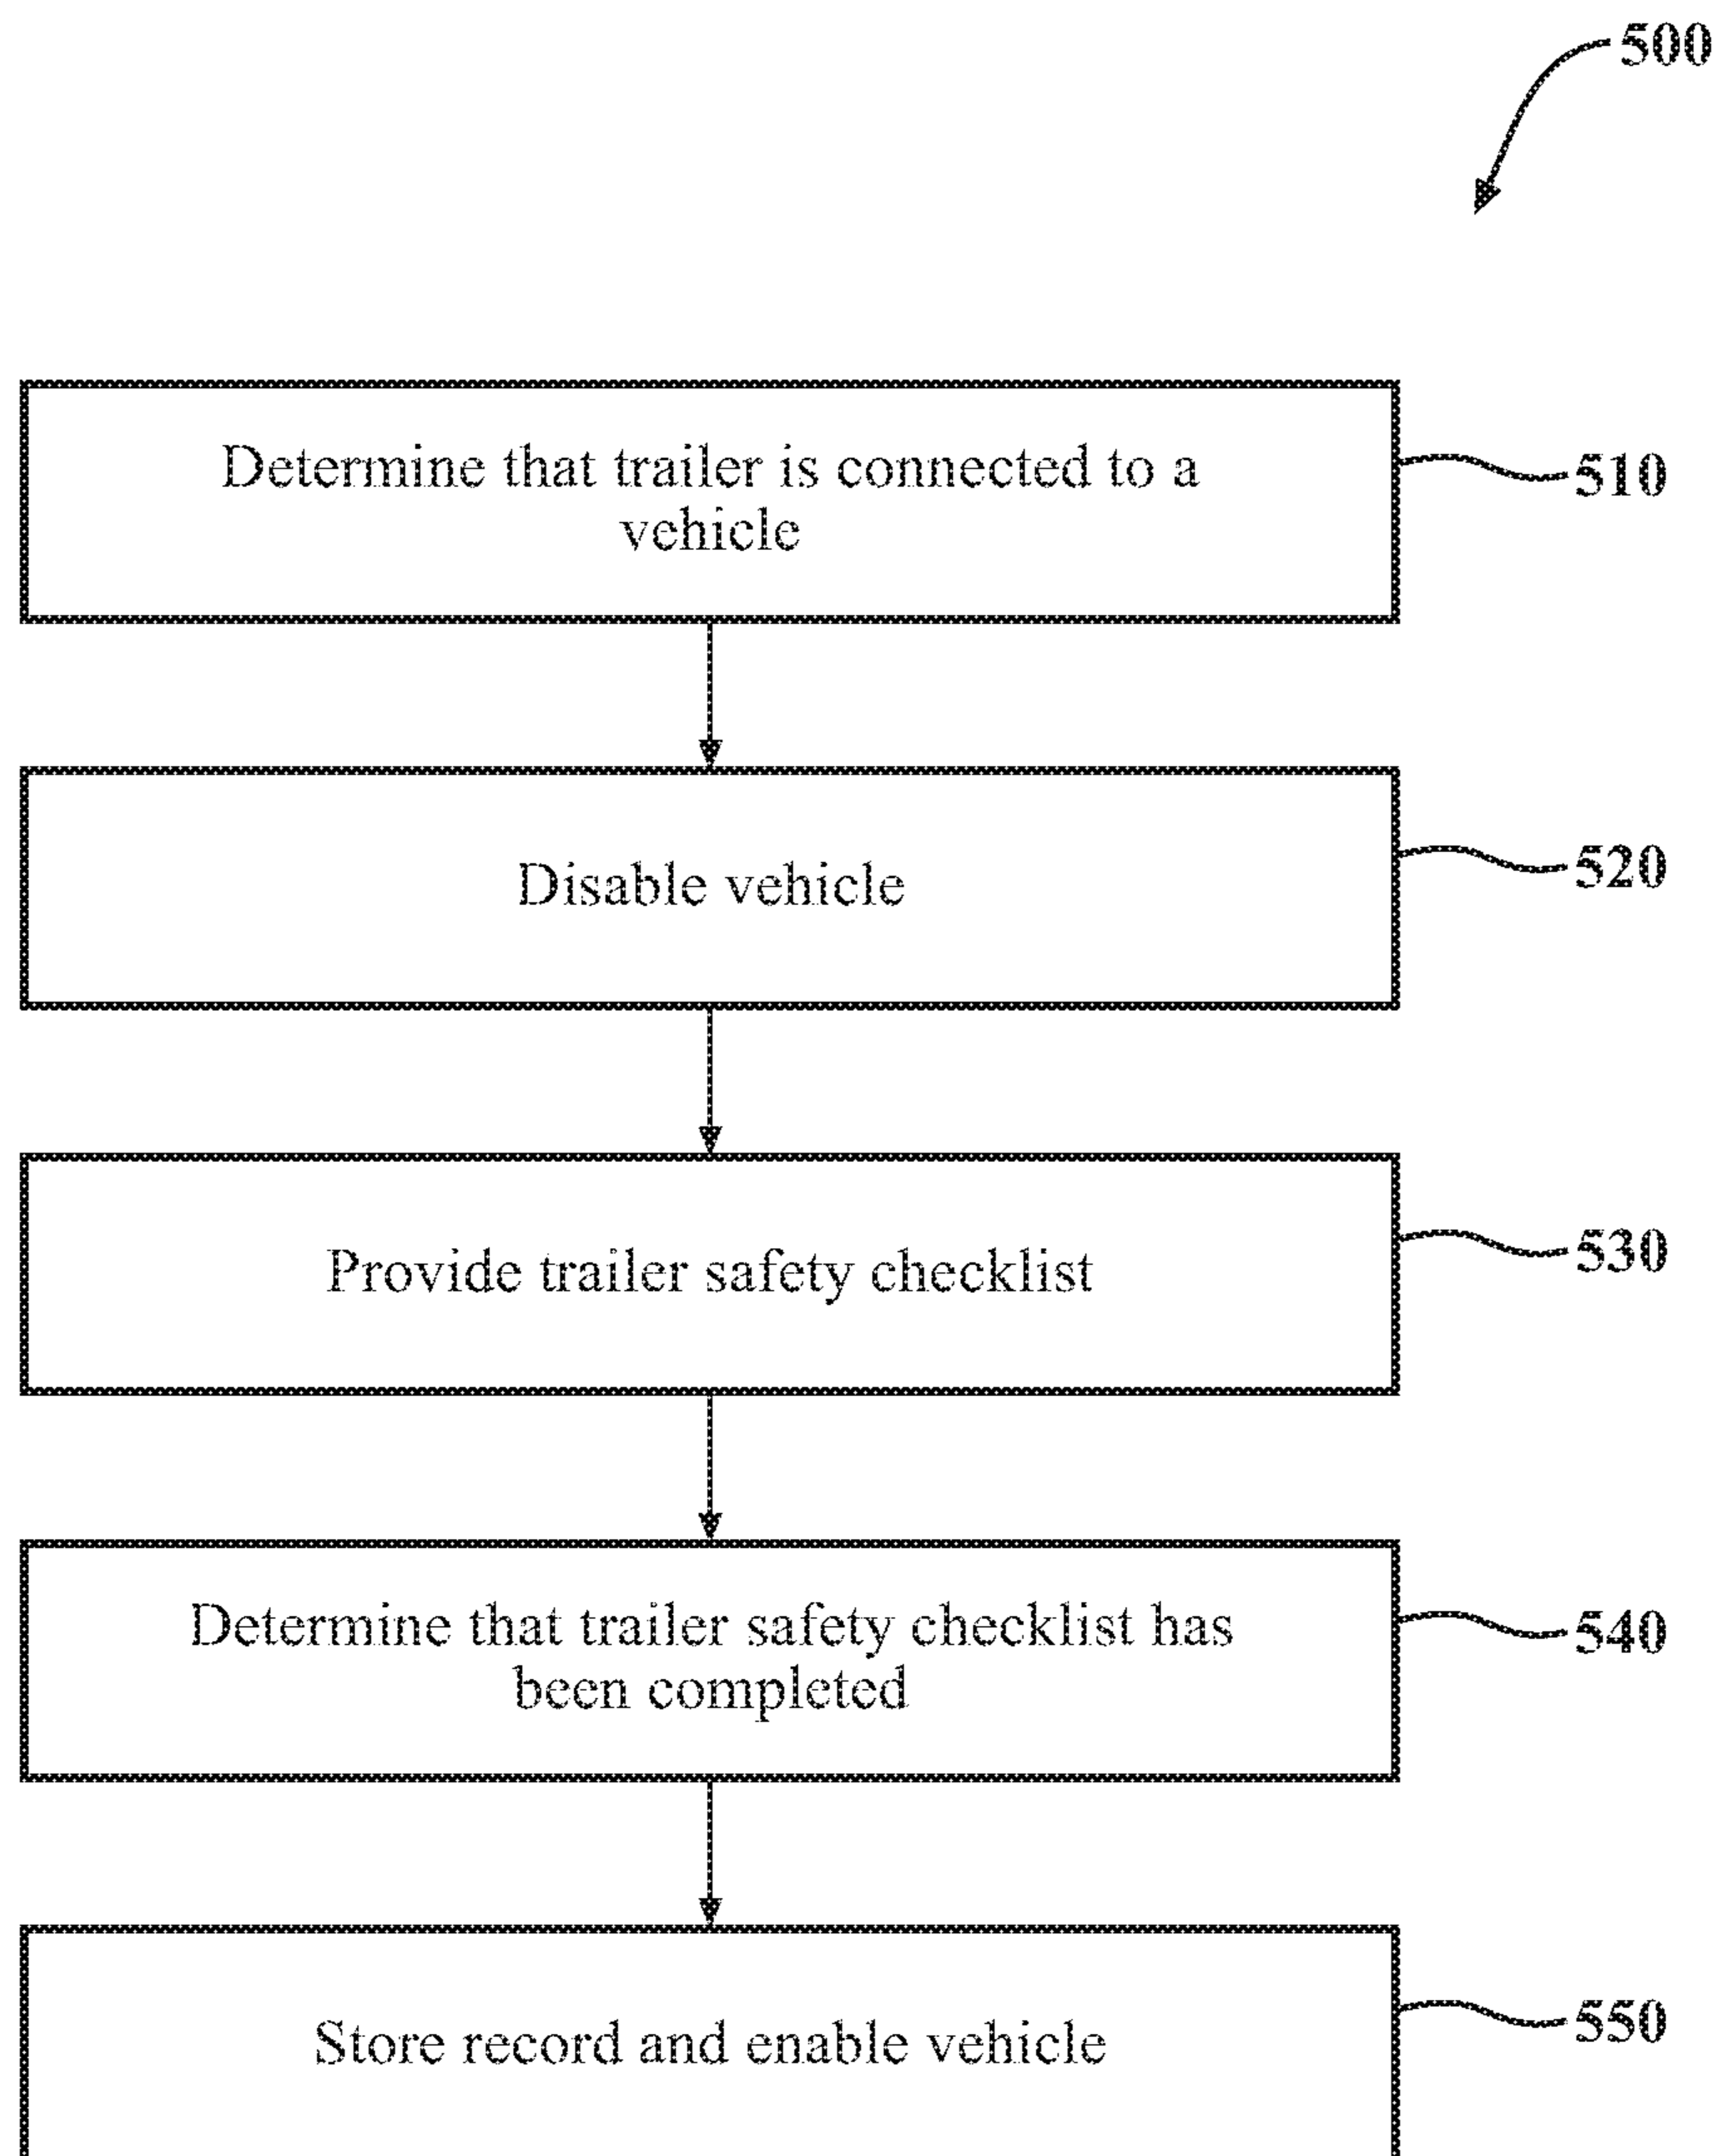 500
Determine that trailer is connected to a
vehicle
510
Disable vehicle
520
Provide trailer safety checklist
530
Determine that trailer safety checklist has
been completed
540
Store record and enable vehicle
550